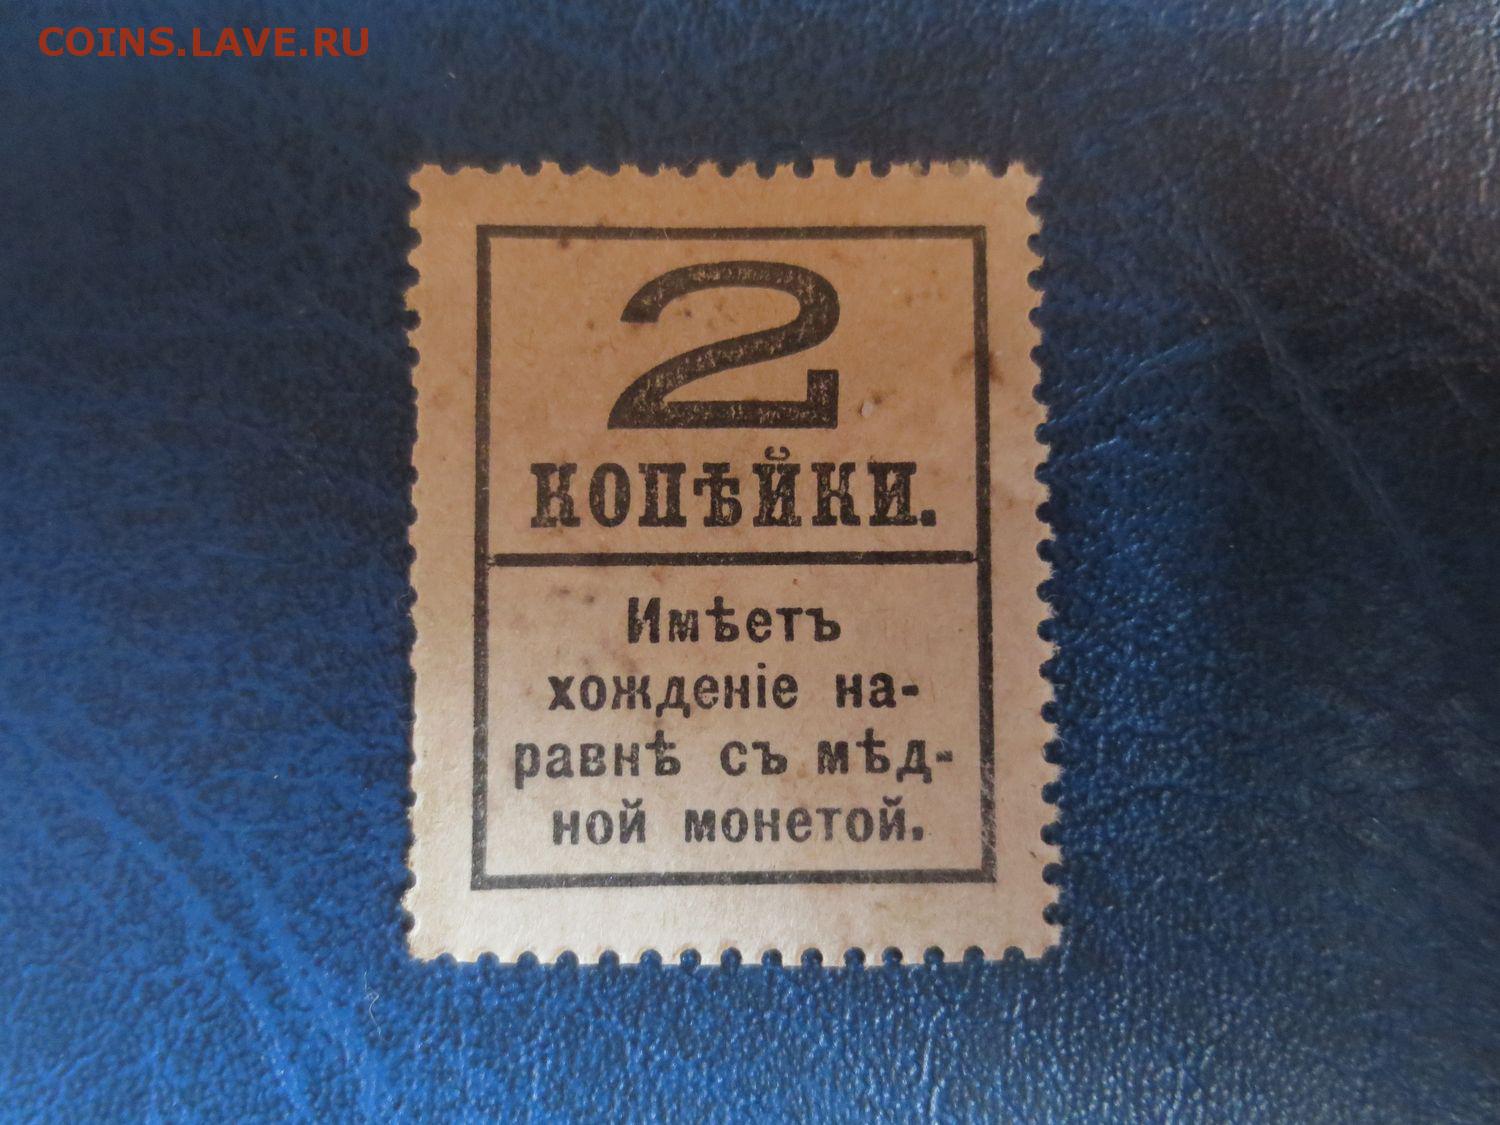 COINS.LAVE.RU
2
КОПѢЙКИ.
Имѣетъ
хожденіе на-
равнѣ съ мѣд-
ной монетой.